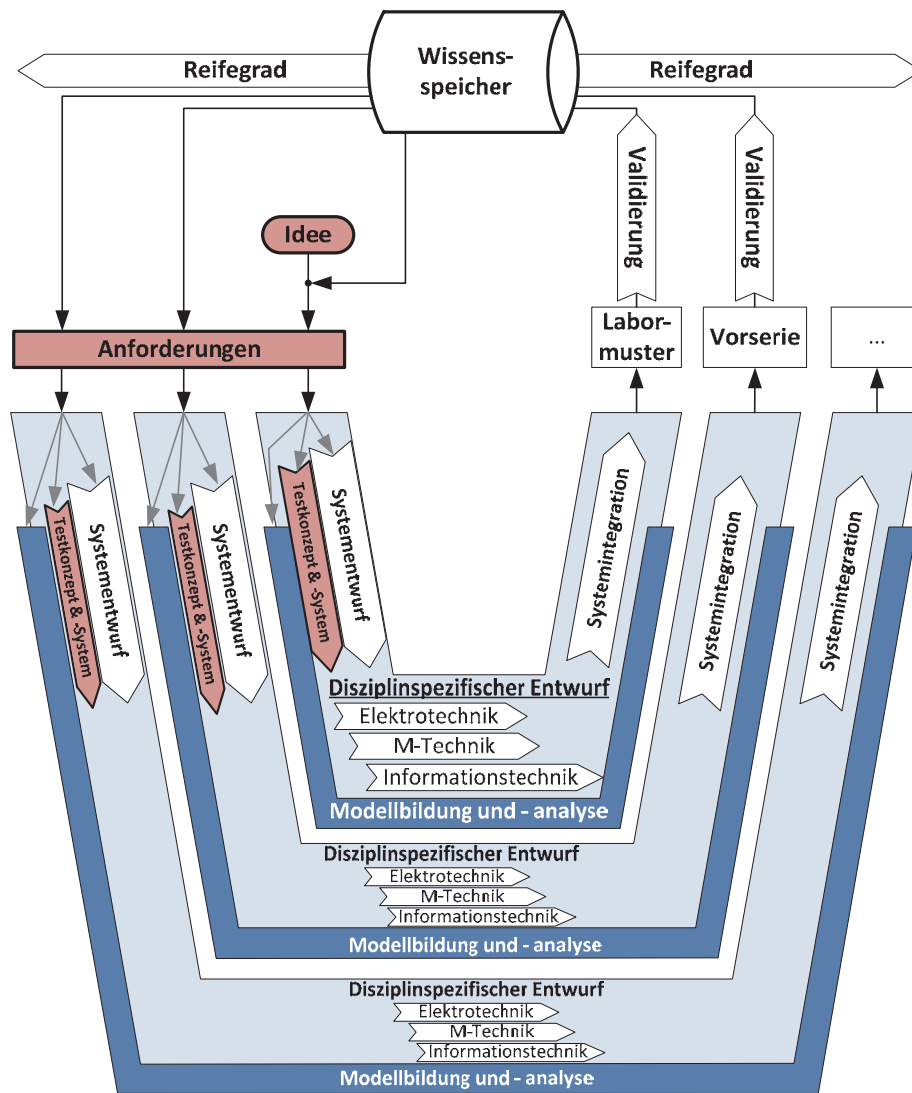 Wissens-
speicher
Reifegrad
Reifegrad
Idee
Validierung
Validierung
Anforderungen
Labor-
muster
Vorserie
...
Testkonzept & -System
Systementwurf
Testkonzept & -System
Systementwurf
Testkonzept & -System
Systementwurf
Systemintegration
Systemintegration
Systemintegration
Disziplinspezifischer Entwurf
Elektrotechnik
M-Technik
Informationstechnik
Modellbildung und - analyse
Disziplinspezifischer Entwurf
Elektrotechnik
M-Technik
Informationstechnik
Modellbildung und - analyse
Disziplinspezifischer Entwurf
Elektrotechnik
M-Technik
Informationstechnik
Modellbildung und - analyse